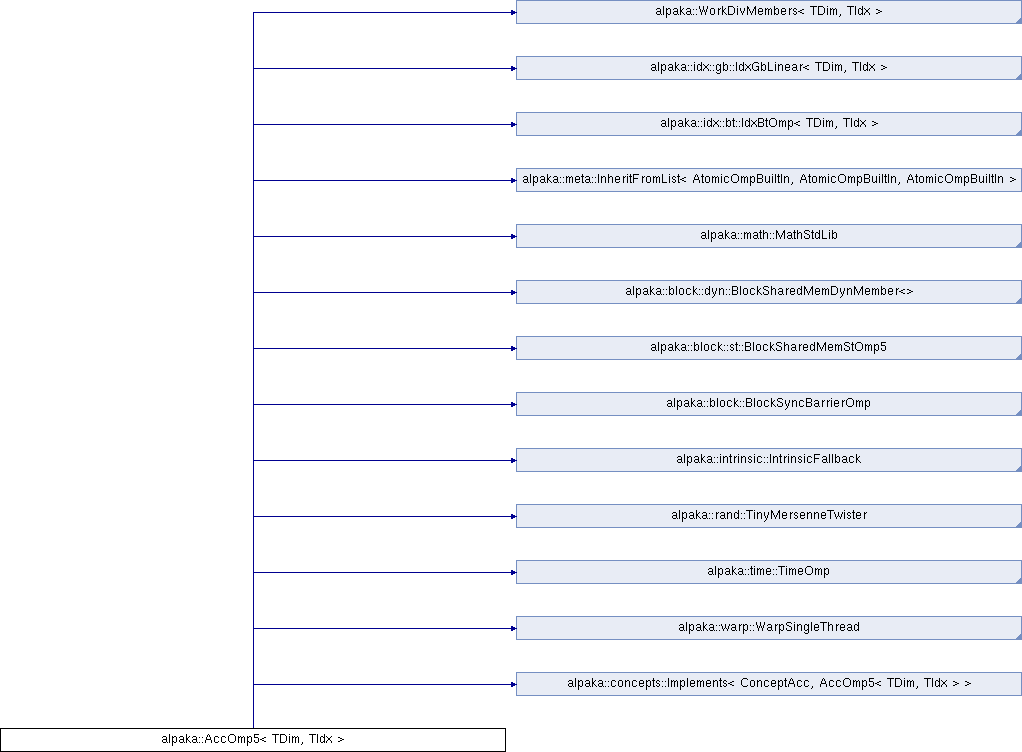 alpaka::WorkDivMembers< TDim, TIdx >
alpaka::idx::gb::IdxGbLinear< TDim, TIdx >
alpaka::idx::bt::IdxBtOmp< TDim, TIdx >
alpaka::meta::InheritFromList< AtomicOmpBuiltIn, AtomicOmpBuiltIn, AtomicOmpBuiltIn >
alpaka::math::MathStdLib
alpaka::block::dyn::BlockSharedMemDynMember<>
alpaka::block::st::BlockSharedMemStOmp5
alpaka::block::BlockSyncBarrierOmp
alpaka::intrinsic::IntrinsicFallback
alpaka::rand::TinyMersenneTwister
alpaka::time::TimeOmp
alpaka::warp::WarpSingleThread
alpaka::concepts::Implements< ConceptAcc, AccOmp5< TDim, TIdx > >
alpaka::AccOmp5< TDim, TIdx >